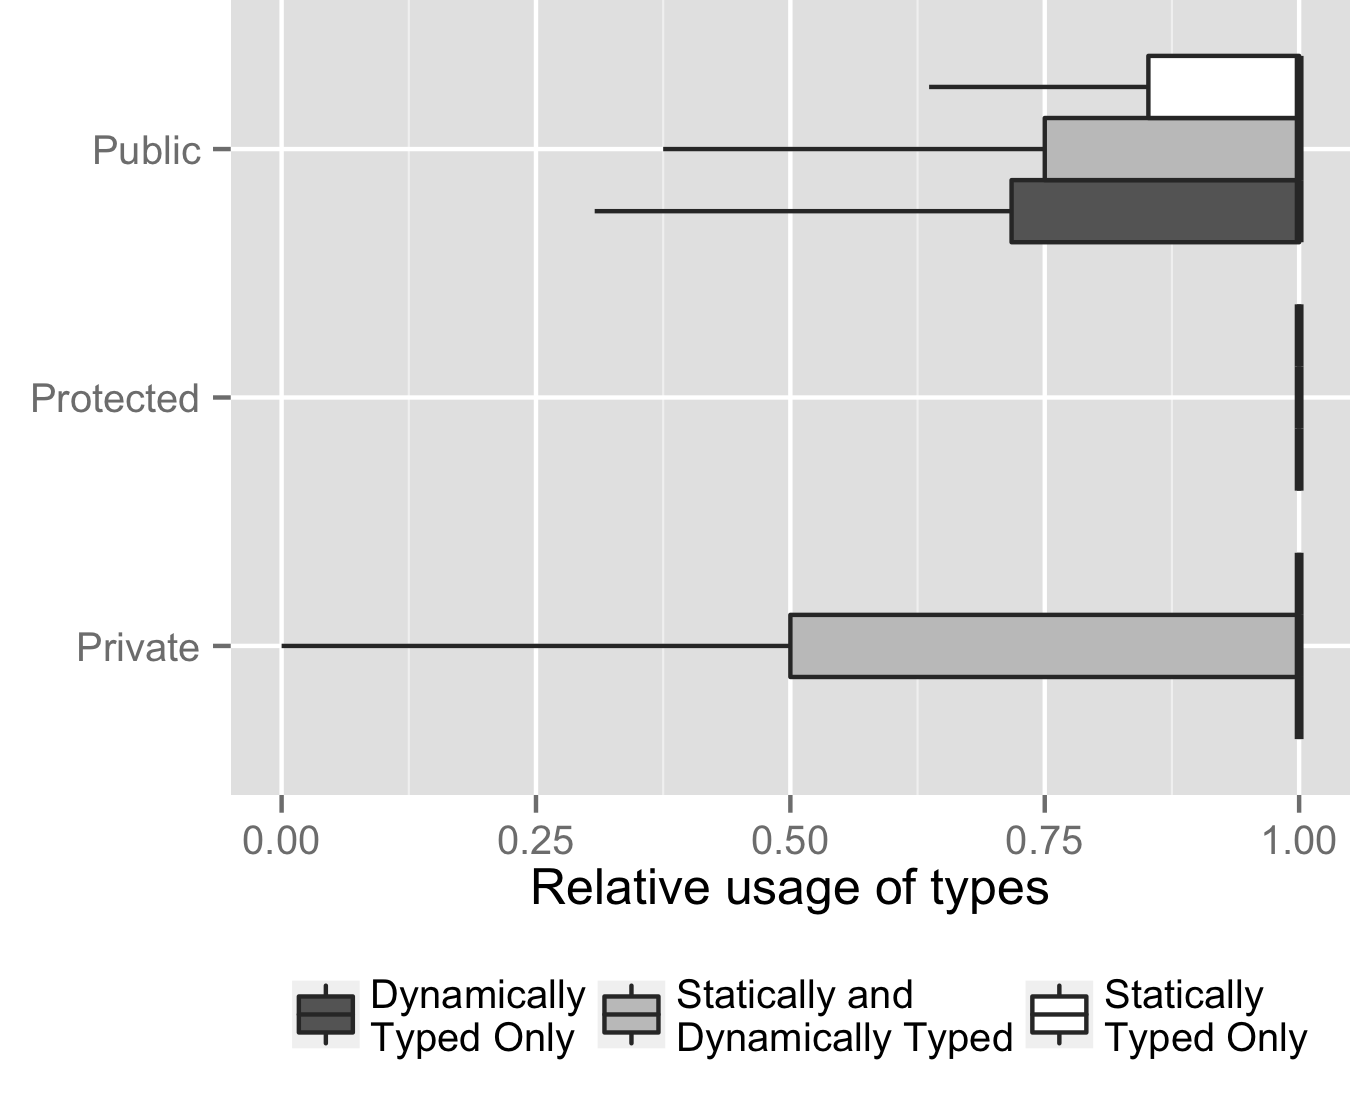 Public
Protected
Private
0.00 0.25 0.50 0.75 1.00
Relative usage of types
Dynamically Typed Only
Statically and Dynamically Typed
Statically Typed Only